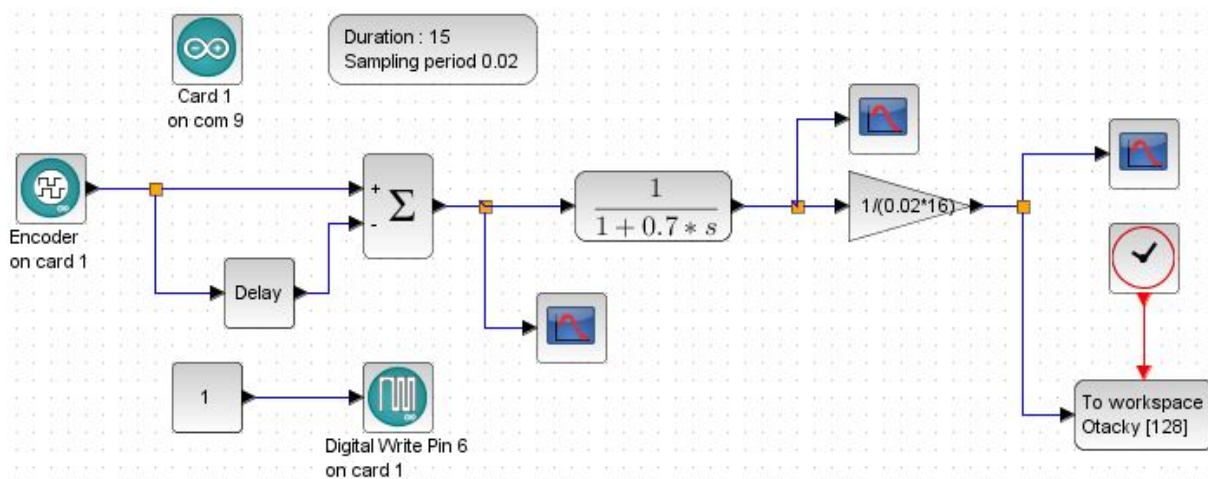 Duration : 15
Sampling period 0.02
Card 1
on com 9
Encoder
on card 1
+
-
Σ
Delay
1
1+0.7*s
1/(0.02*16)
1
Digital Write Pin 6
on card 1
To workspace
Otacky [128]